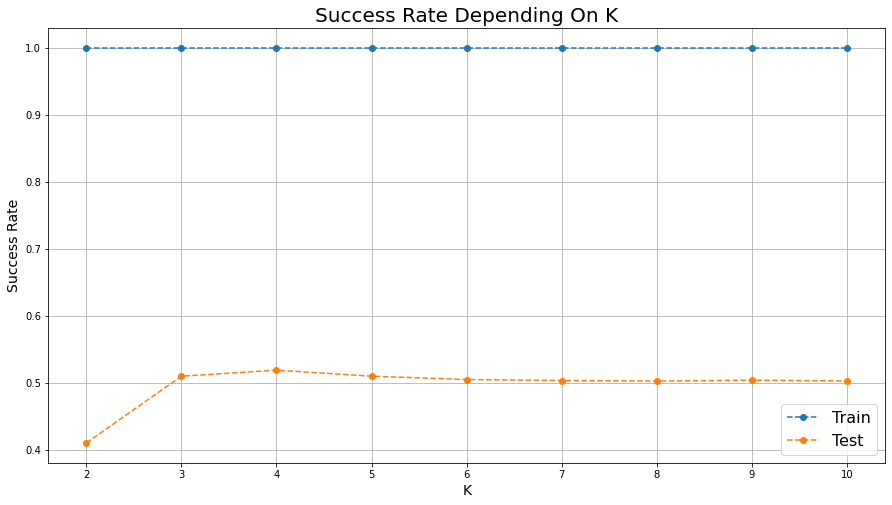 Success Rate Depending On K
1.0
0.9
0.8
0.7
0.6
0.5
0.4
Success Rate
2 3 4 5 6 7 8 9 10
K
Train
Test